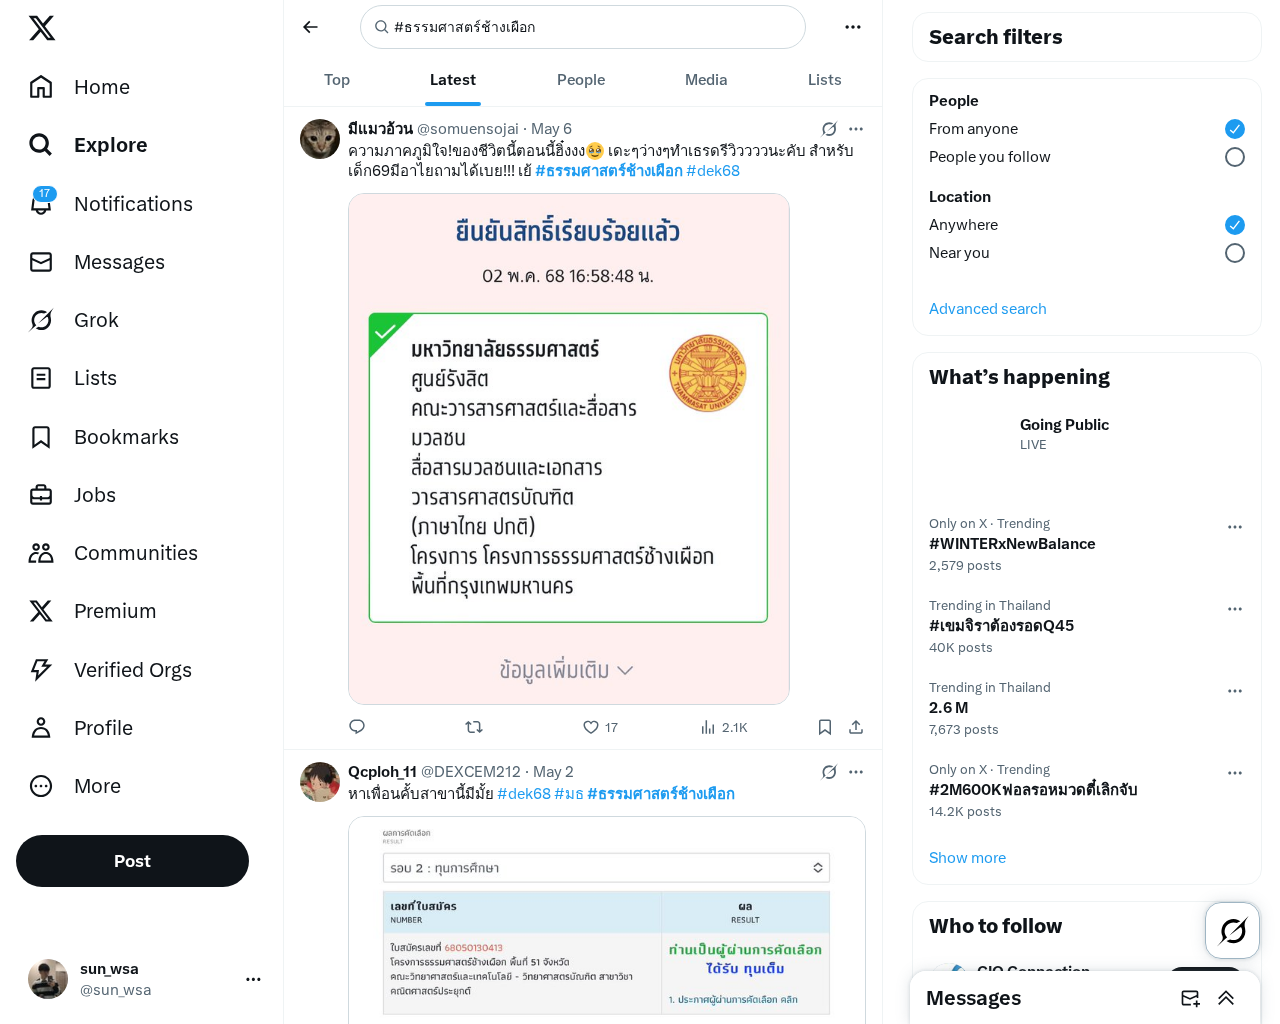 Home
Explore
17
Notifications
Messages
Grok
Lists
Bookmarks
Jobs
Communities
Premium
Verified Orgs
Profile
More
Post
sun_wsa
@sun_wsa
#ธรรมศาสตร์ช้างเผือก
Top
Latest
People
Media
Lists
มีแมวอ้วน @somuensojai · May 6
ความภาคภูมิใจ!ของชีวิตนี้ตอนนี้ฮิ๊งงง🥹 เดะๆว่างๆทำเธรดรีวิวววานะคับ สำหรับ
เด็ก69มีอาไยถามได้เบย!!! เย้ #ธรรมศาสตร์ช้างเผือก #dek68
ยืนยันสิทธิ์เรียบร้อยแล้ว
02 พ.ค. 68 16:58:48 น.
มหาวิทยาลัยธรรมศาสตร์
ศูนย์รังสิต
คณะวารสารศาสตร์และสื่อสาร
มวลชน
สื่อสารมวลชนและเอกสาร
วารสารศาสตรบัณฑิต
(ภาษาไทย ปกติ)
โครงการ โครงการธรรมศาสตร์ช้างเผือก
พื้นที่กรุงเทพมหานคร
มหาวิทยาลัยธรรมศาสตร์
THAMMASAT UNIVERSITY
ข้อมูลเพิ่มเติม
17
2.1K
Qcploh_11 @DEXCEM212 · May 2
หาเพื่อนคั้บสาขานี้มีมั้ย #dek68 #มธ #ธรรมศาสตร์ช้างเผือก
ผลการคัดเลือก
RESULT
รอบ 2 : ทุนการศึกษา
เลขที่ใบสมัคร
NUMBER
ผล
RESULT
ใบสมัครเลขที่ 68050130413
โครงการธรรมศาสตร์ช้างเผือก พื้นที่ 51 จังหวัด
คณะวิทยาศาสตร์และเทคโนโลยี - วิทยาศาสตรบัณฑิต สาขาวิชา
คณิตศาสตร์ประยุกต์
ท่านเป็นผู้ผ่านการคัดเลือก
ได้รับ ทุนเต็ม
1. ประกาศผู้ผ่านการคัดเลือก คลิก
Search filters
People
From anyone
People you follow
Location
Anywhere
Near you
Advanced search
What's happening
Going Public
LIVE
Only on X · Trending
#WINTERxNewBalance
2,579 posts
Trending in Thailand
#เขมจิราต้องรอดQ45
40K posts
Trending in Thailand
2.6 M
7,673 posts
Only on X · Trending
#2M600Kฟอลรอหมวดตี๋เลิกจับ
14.2K posts
Show more
Who to follow
Messages